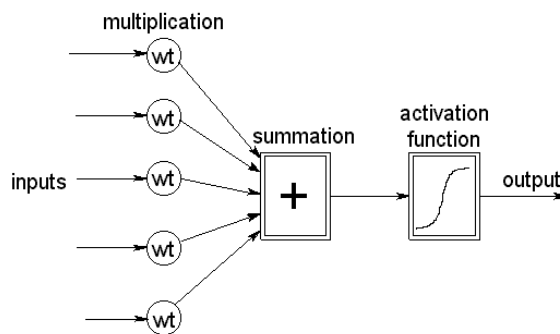 multiplication
wt
wt
activation
summation
function
inputs
wt
+
output
wt
wt